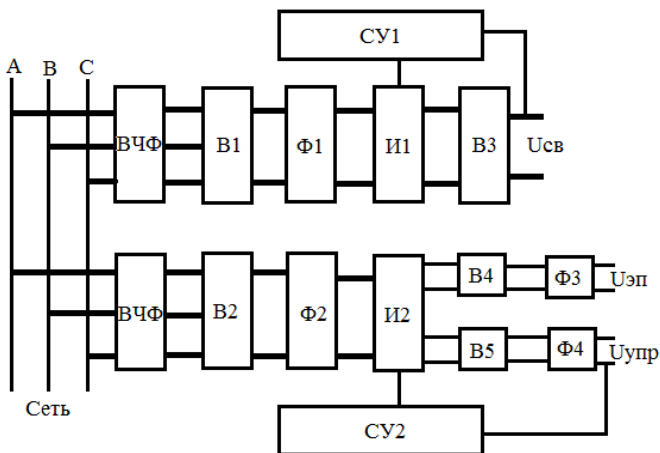 СУ1
А В С
ВЧФ В1 Ф1 И1 В3 Uсв
ВЧФ В2 Ф2 И2 В4 Ф3 Uэп
В5 Ф4 Uупр
Сеть
СУ2